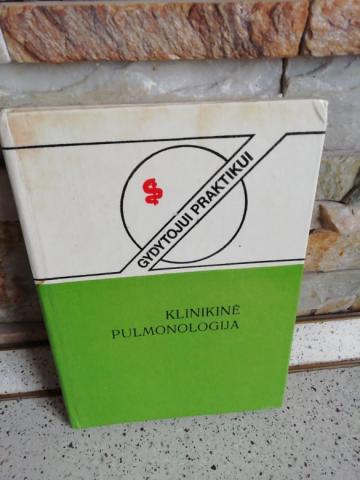 GYDYTOJUI PRAKTIKUI
KLINIKINĖ
PULMONOLOGIJA